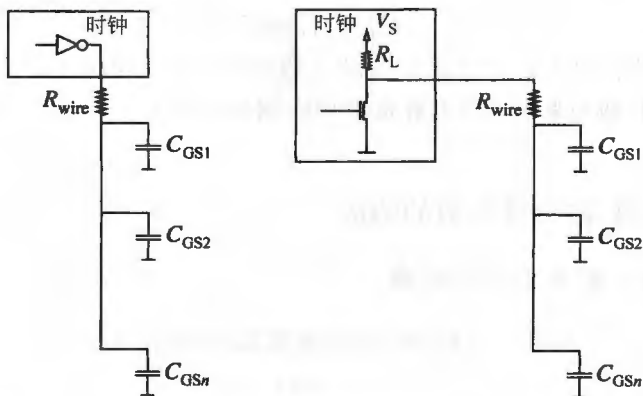 时钟
R_wire
C_GS1
C_GS2
C_GSn
时钟
V_S
R_L
R_wire
C_GS1
C_GS2
C_GSn